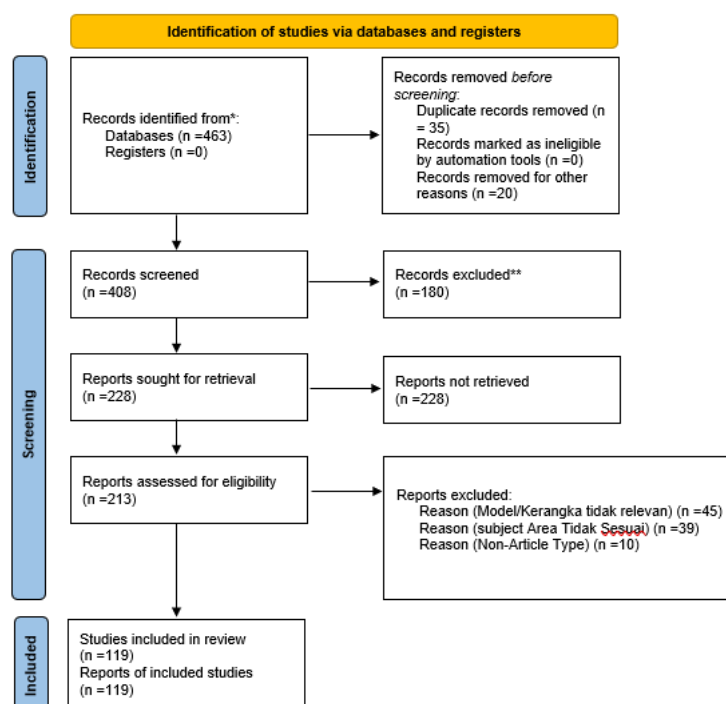 Identification of studies via databases and registers
Identification
Records identified from*:
Databases (n =463)
Registers (n =0)
Records removed before
screening:
Duplicate records removed (n
= 35)
Records marked as ineligible
by automation tools (n =0)
Records removed for other
reasons (n =20)
Screening
Records screened
(n =408)
Records excluded**
(n =180)
Reports sought for retrieval
(n =228)
Reports not retrieved
(n =228)
Reports assessed for eligibility
(n =213)
Reports excluded:
Reason (Model/Kerangka tidak relevan) (n =45)
Reason (subject Area Tidak Sesuai) (n =39)
Reason (Non-Article Type) (n =10)
Included
Studies included in review
(n =119)
Reports of included studies
(n =119)